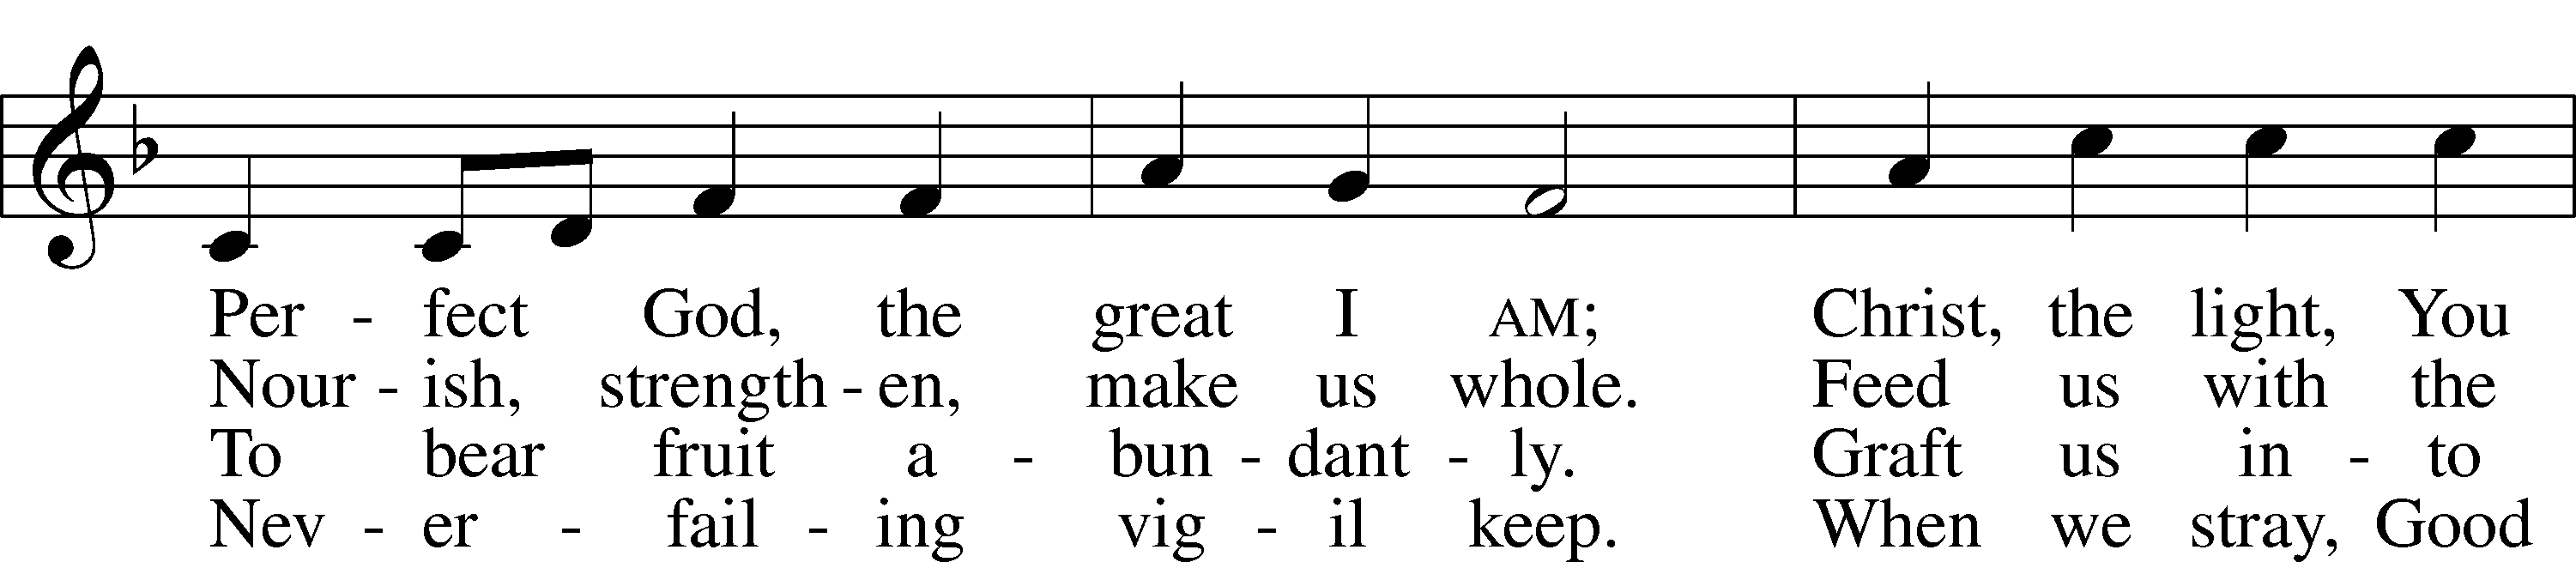 Per - fect God, the great I AM; Christ, the light, You
Nour - ish, strength - en, make us whole. Feed us with the
To bear fruit a - bun - dant - ly. Graft us in - to
Nev - er - fail - ing vig - il keep. When we stray, Good